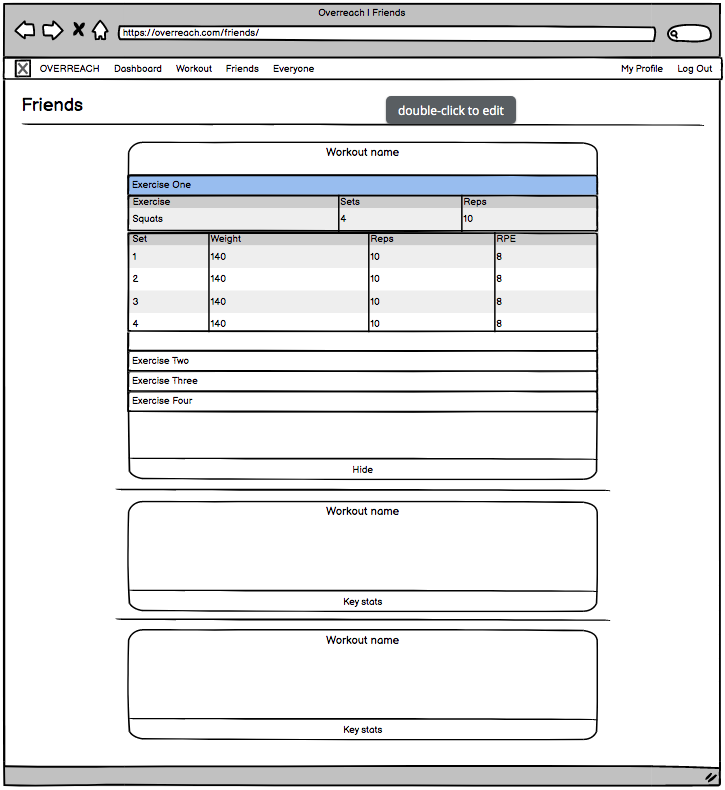 Overreach | Friends
https://overreach.com/friends/
OVERREACH Dashboard Workout Friends Everyone My Profile Log Out
Friends
double-click to edit
Workout name
Exercise One
Exercise Sets Reps
Squats 4 10
Set Weight Reps RPE
1 140 10 8
2 140 10 8
3 140 10 8
4 140 10 8
Exercise Two
Exercise Three
Exercise Four
Hide
Workout name
Key stats
Workout name
Key stats